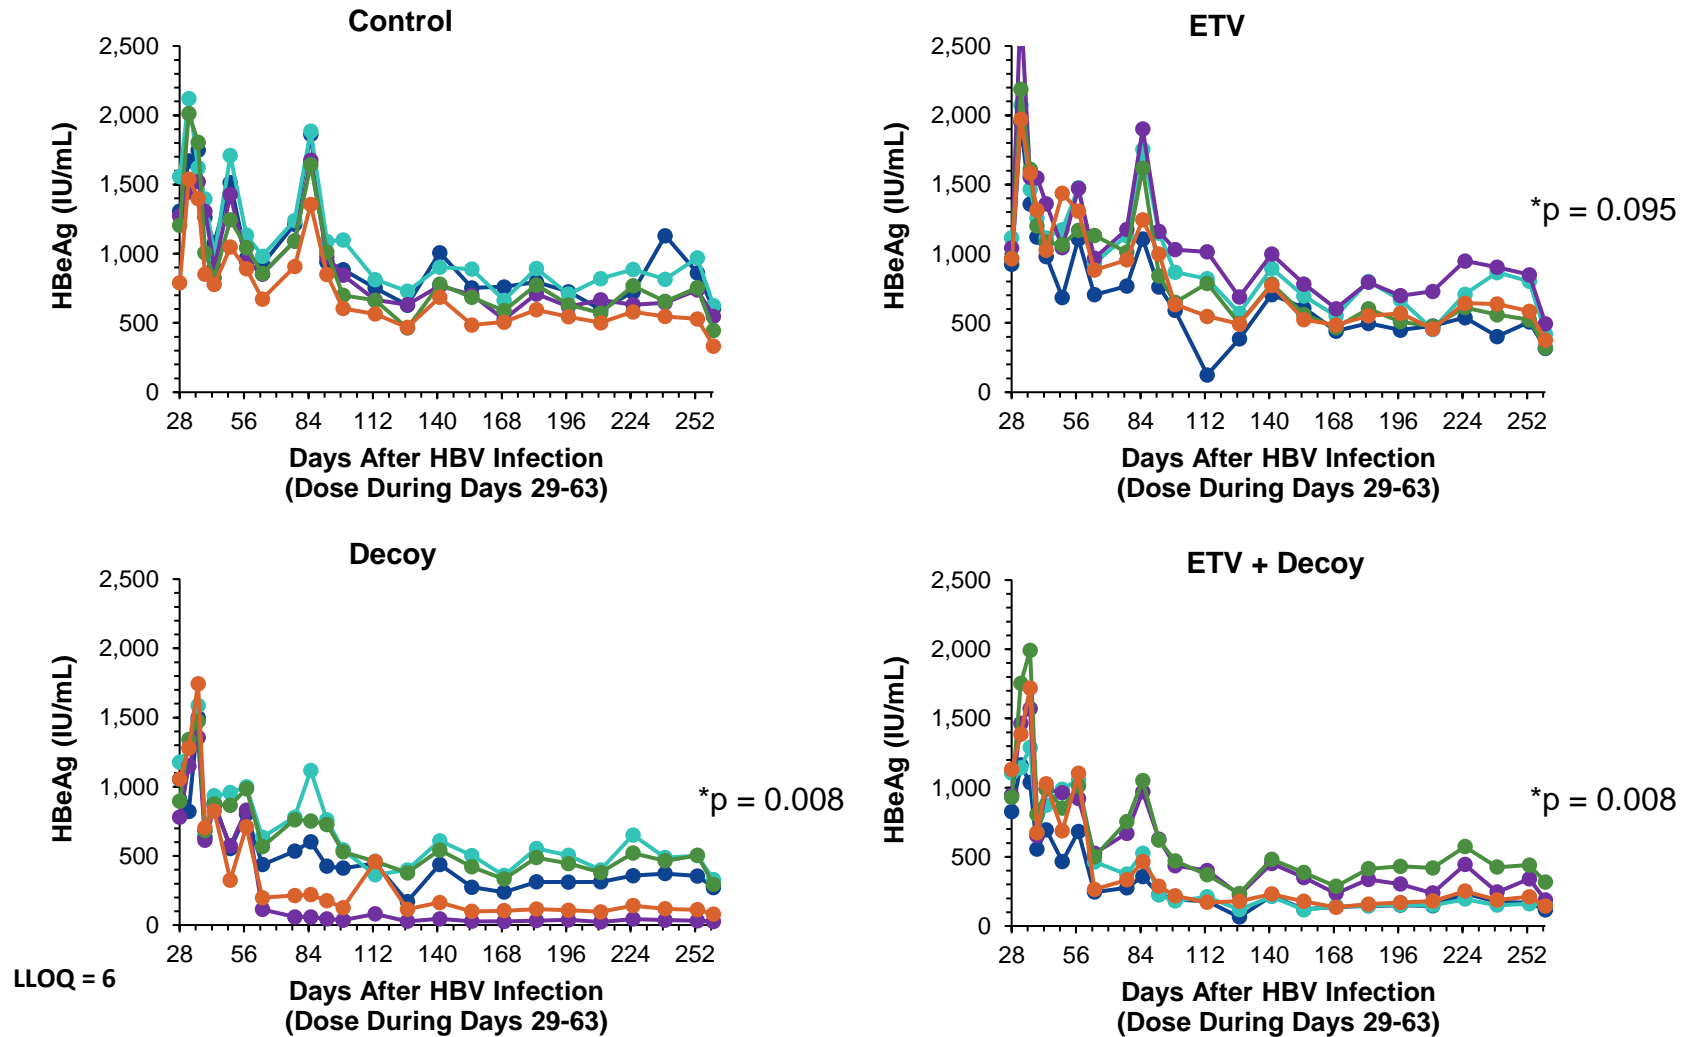 Control
2,500
2,000
1,500
1,000
500
0
HBeAg (IU/mL)
28 56 84 112 140 168 196 224 252
Days After HBV Infection
(Dose During Days 29-63)
ETV
2,500
2,000
1,500
1,000
500
0
HBeAg (IU/mL)
28 56 84 112 140 168 196 224 252
Days After HBV Infection
(Dose During Days 29-63)
*p = 0.095
Decoy
2,500
2,000
1,500
1,000
500
0
HBeAg (IU/mL)
28 56 84 112 140 168 196 224 252
Days After HBV Infection
(Dose During Days 29-63)
*p = 0.008
LLOQ = 6
ETV + Decoy
2,500
2,000
1,500
1,000
500
0
HBeAg (IU/mL)
28 56 84 112 140 168 196 224 252
Days After HBV Infection
(Dose During Days 29-63)
*p = 0.008